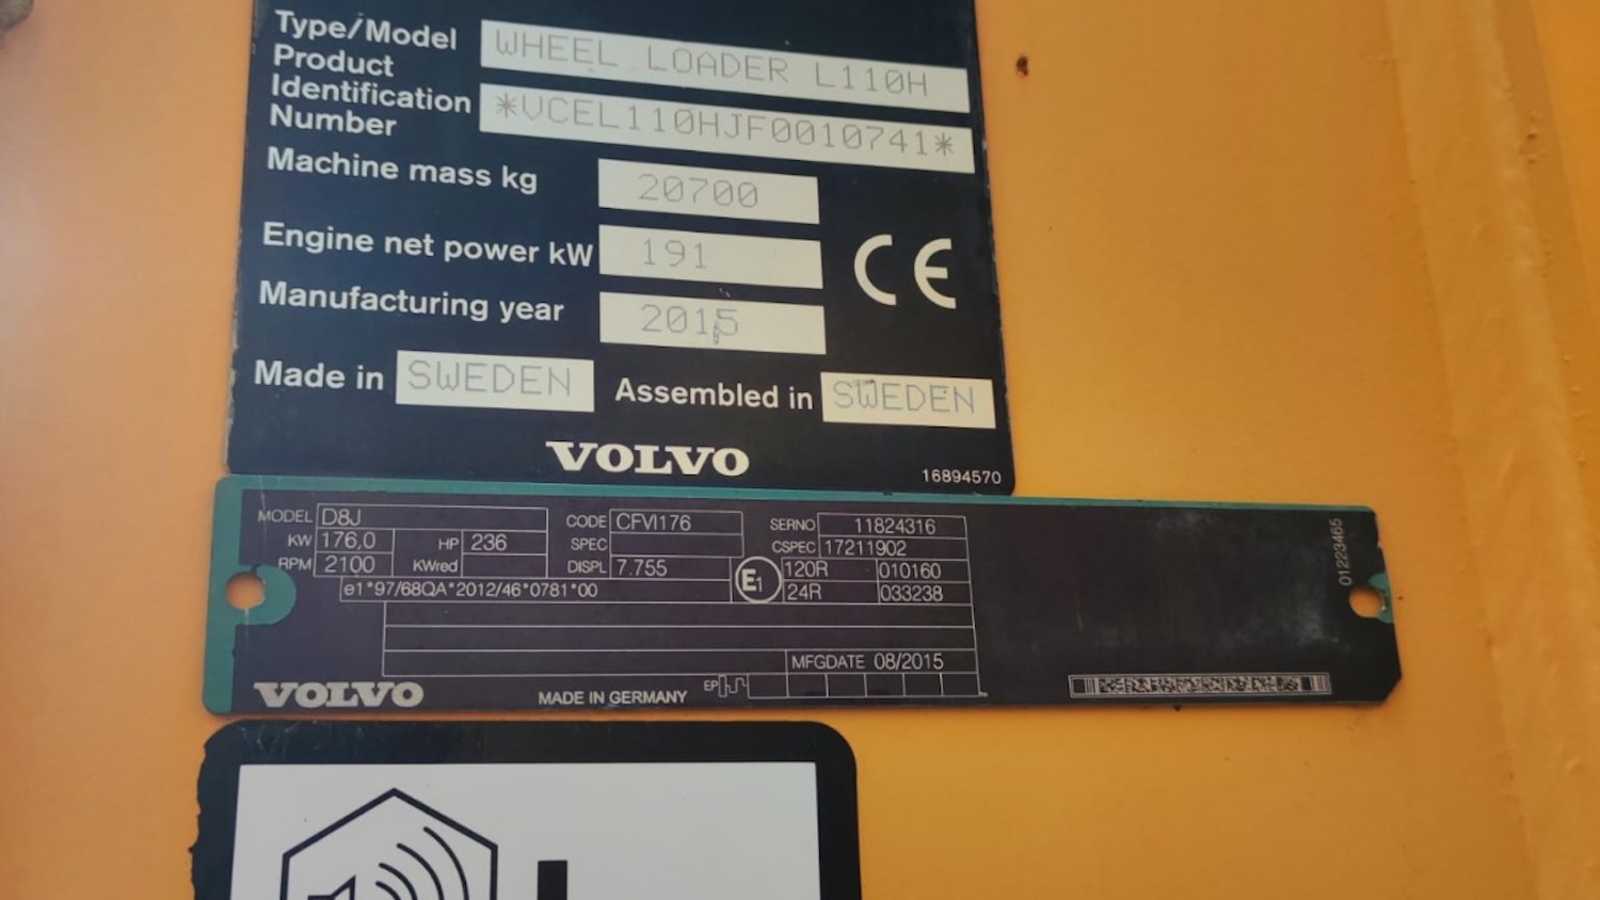 Type/Model WHEEL LOADER L110H
Product
Identification
Number *VCEL110HJF0010741*
Machine mass kg 20700
Engine net power kW 191
Manufacturing year 2015
CE
Made in SWEDEN Assembled in SWEDEN
VOLVO
16894570
MODEL D8J CODE CFVI176 SERNO 11824316
KW 176,0 HP 236 SPEC CSPEC 17211902
RPM 2100 KWred DISPL 7.755 E1 120R 010160
e1*97/68QA*2012/46*0781*00 24R 033238
MFGDATE 08/2015
VOLVO MADE IN GERMANY EP
01223465